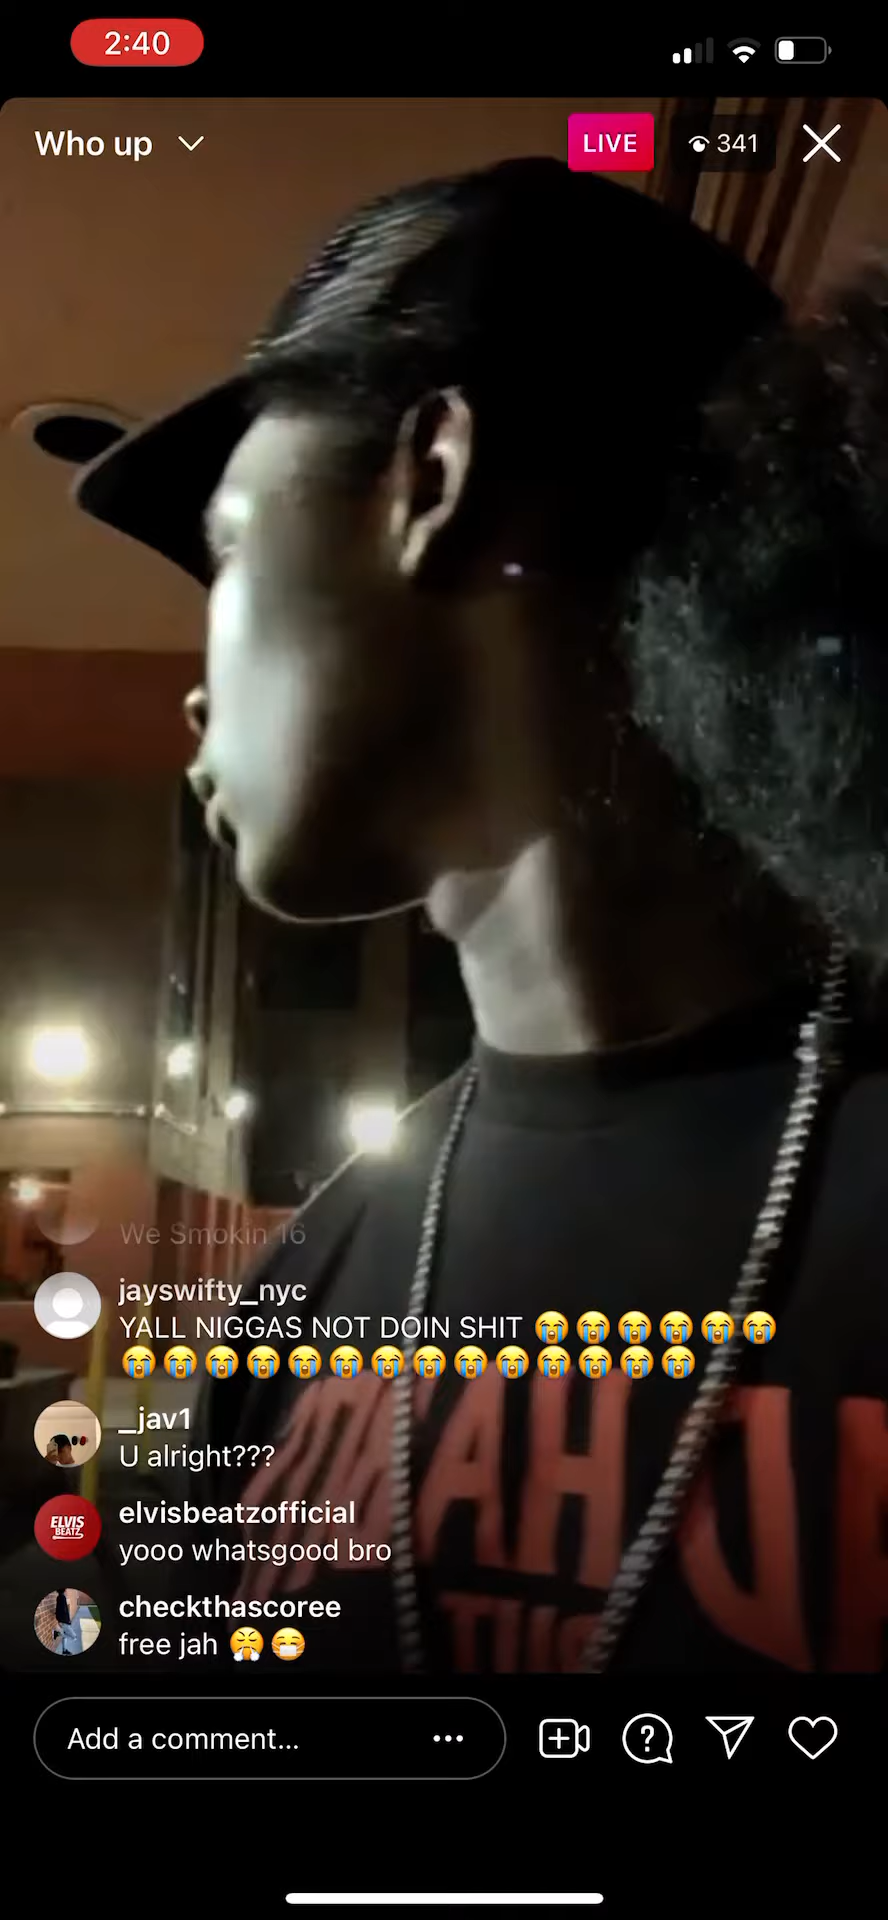 2:40
Who up
LIVE
341
We Smokin 16
jayswifty_nyc
YALL NIGGAS NOT DOIN SHIT 😭😭😭😭😭😭
😭😭😭😭😭😭😭😭😭😭😭😭😭😭
_jav1
U alright???
ELVIS
BEATZ
elvisbeatzofficial
yooo whatsgood bro
checkthascoree
free jah 😤😷
Add a comment...